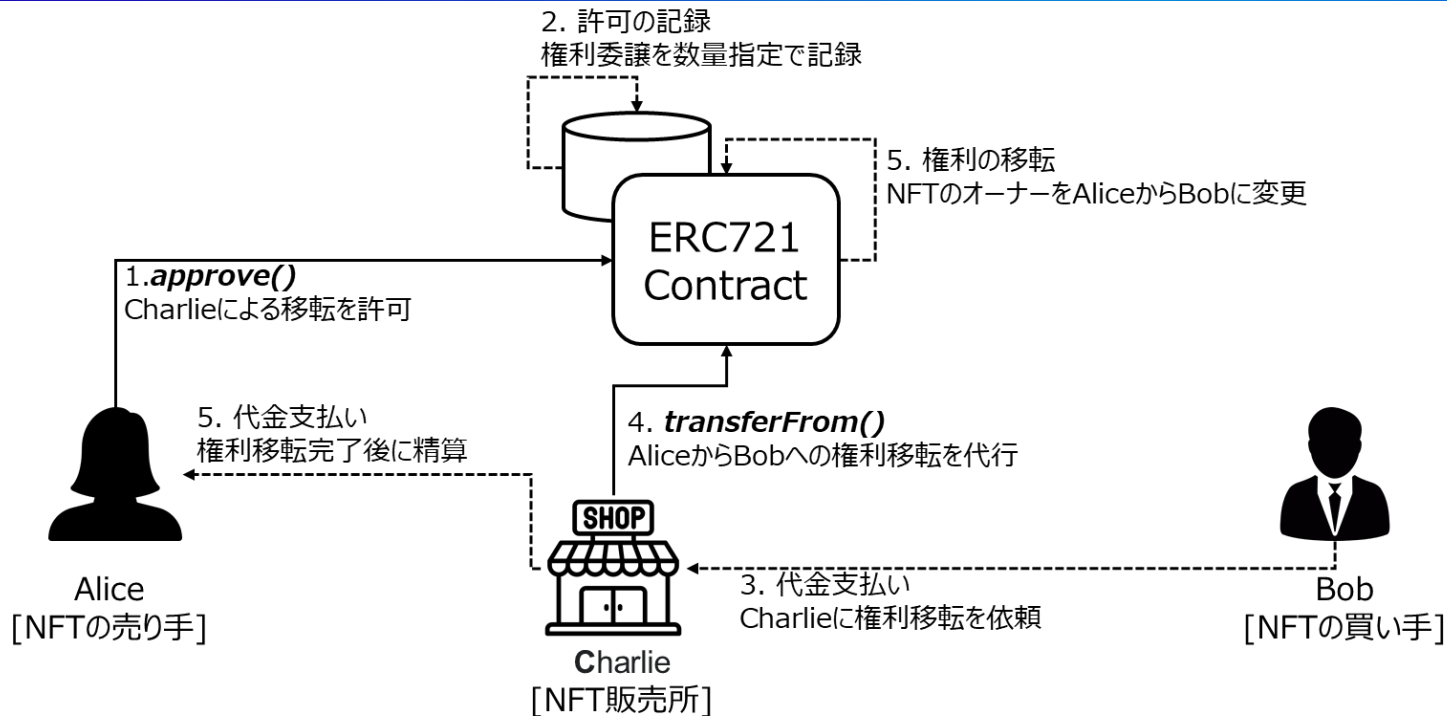 2. 許可の記録
権利委譲を数量指定で記録
5. 権利の移転
NFTのオーナーをAliceからBobに変更
ERC721
Contract
1.approve()
Charlieによる移転を許可
5. 代金支払い
権利移転完了後に精算
4. transferFrom()
AliceからBobへの権利移転を代行
SHOP
3. 代金支払い
Charlieに権利移転を依頼
Alice
[NFTの売り手]
Charlie
[NFT販売所]
Bob
[NFTの買い手]